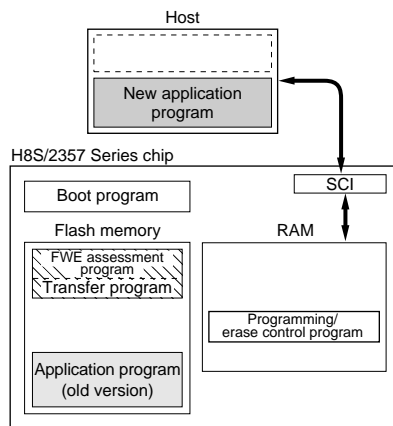 Host
New application
program
H8S/2357 Series chip
SCI
Boot program
Flash memory
RAM
FWE assessment
program
Transfer program
Programming/
erase control program
Application program
(old version)